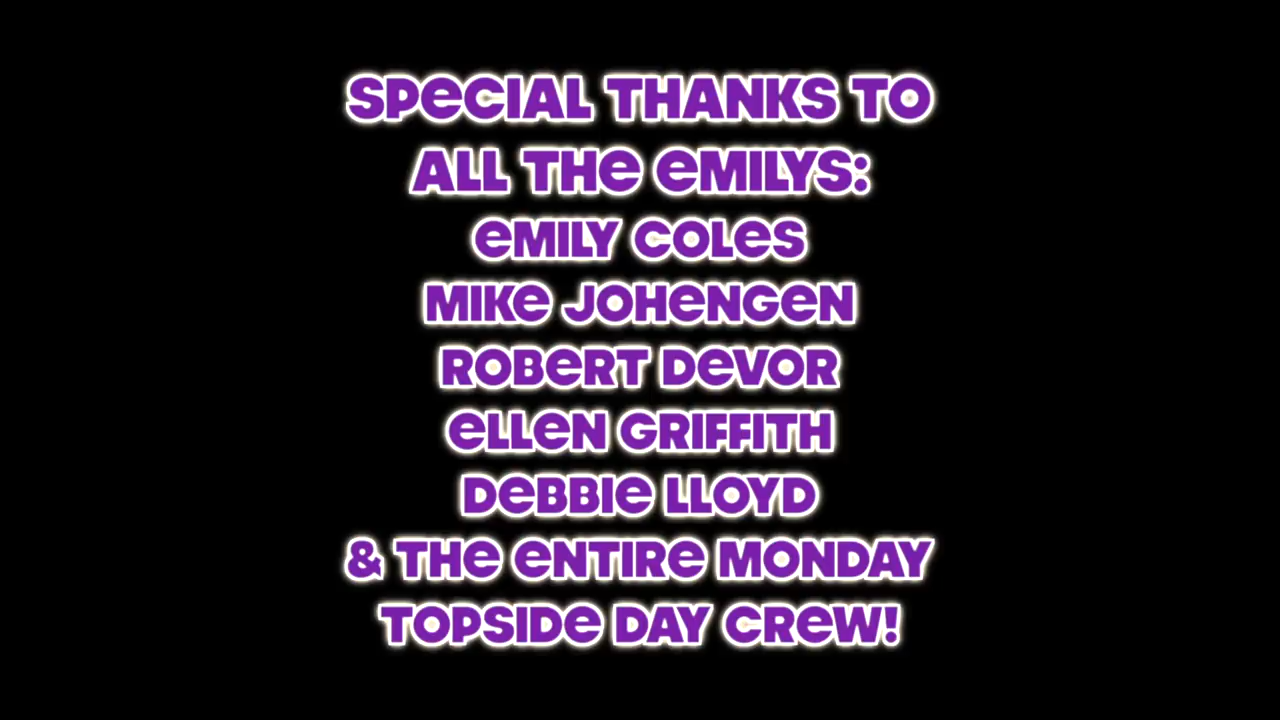 SPECIAL THANKS TO
ALL THE EMILYS:
EMILY COLES
MIKE JOHENGEN
ROBERT DEVOR
ELLEN GRIFFITH
DEBBIE LLOYD
& THE ENTIRE MONDAY
TOPSIDE DAY CREW!